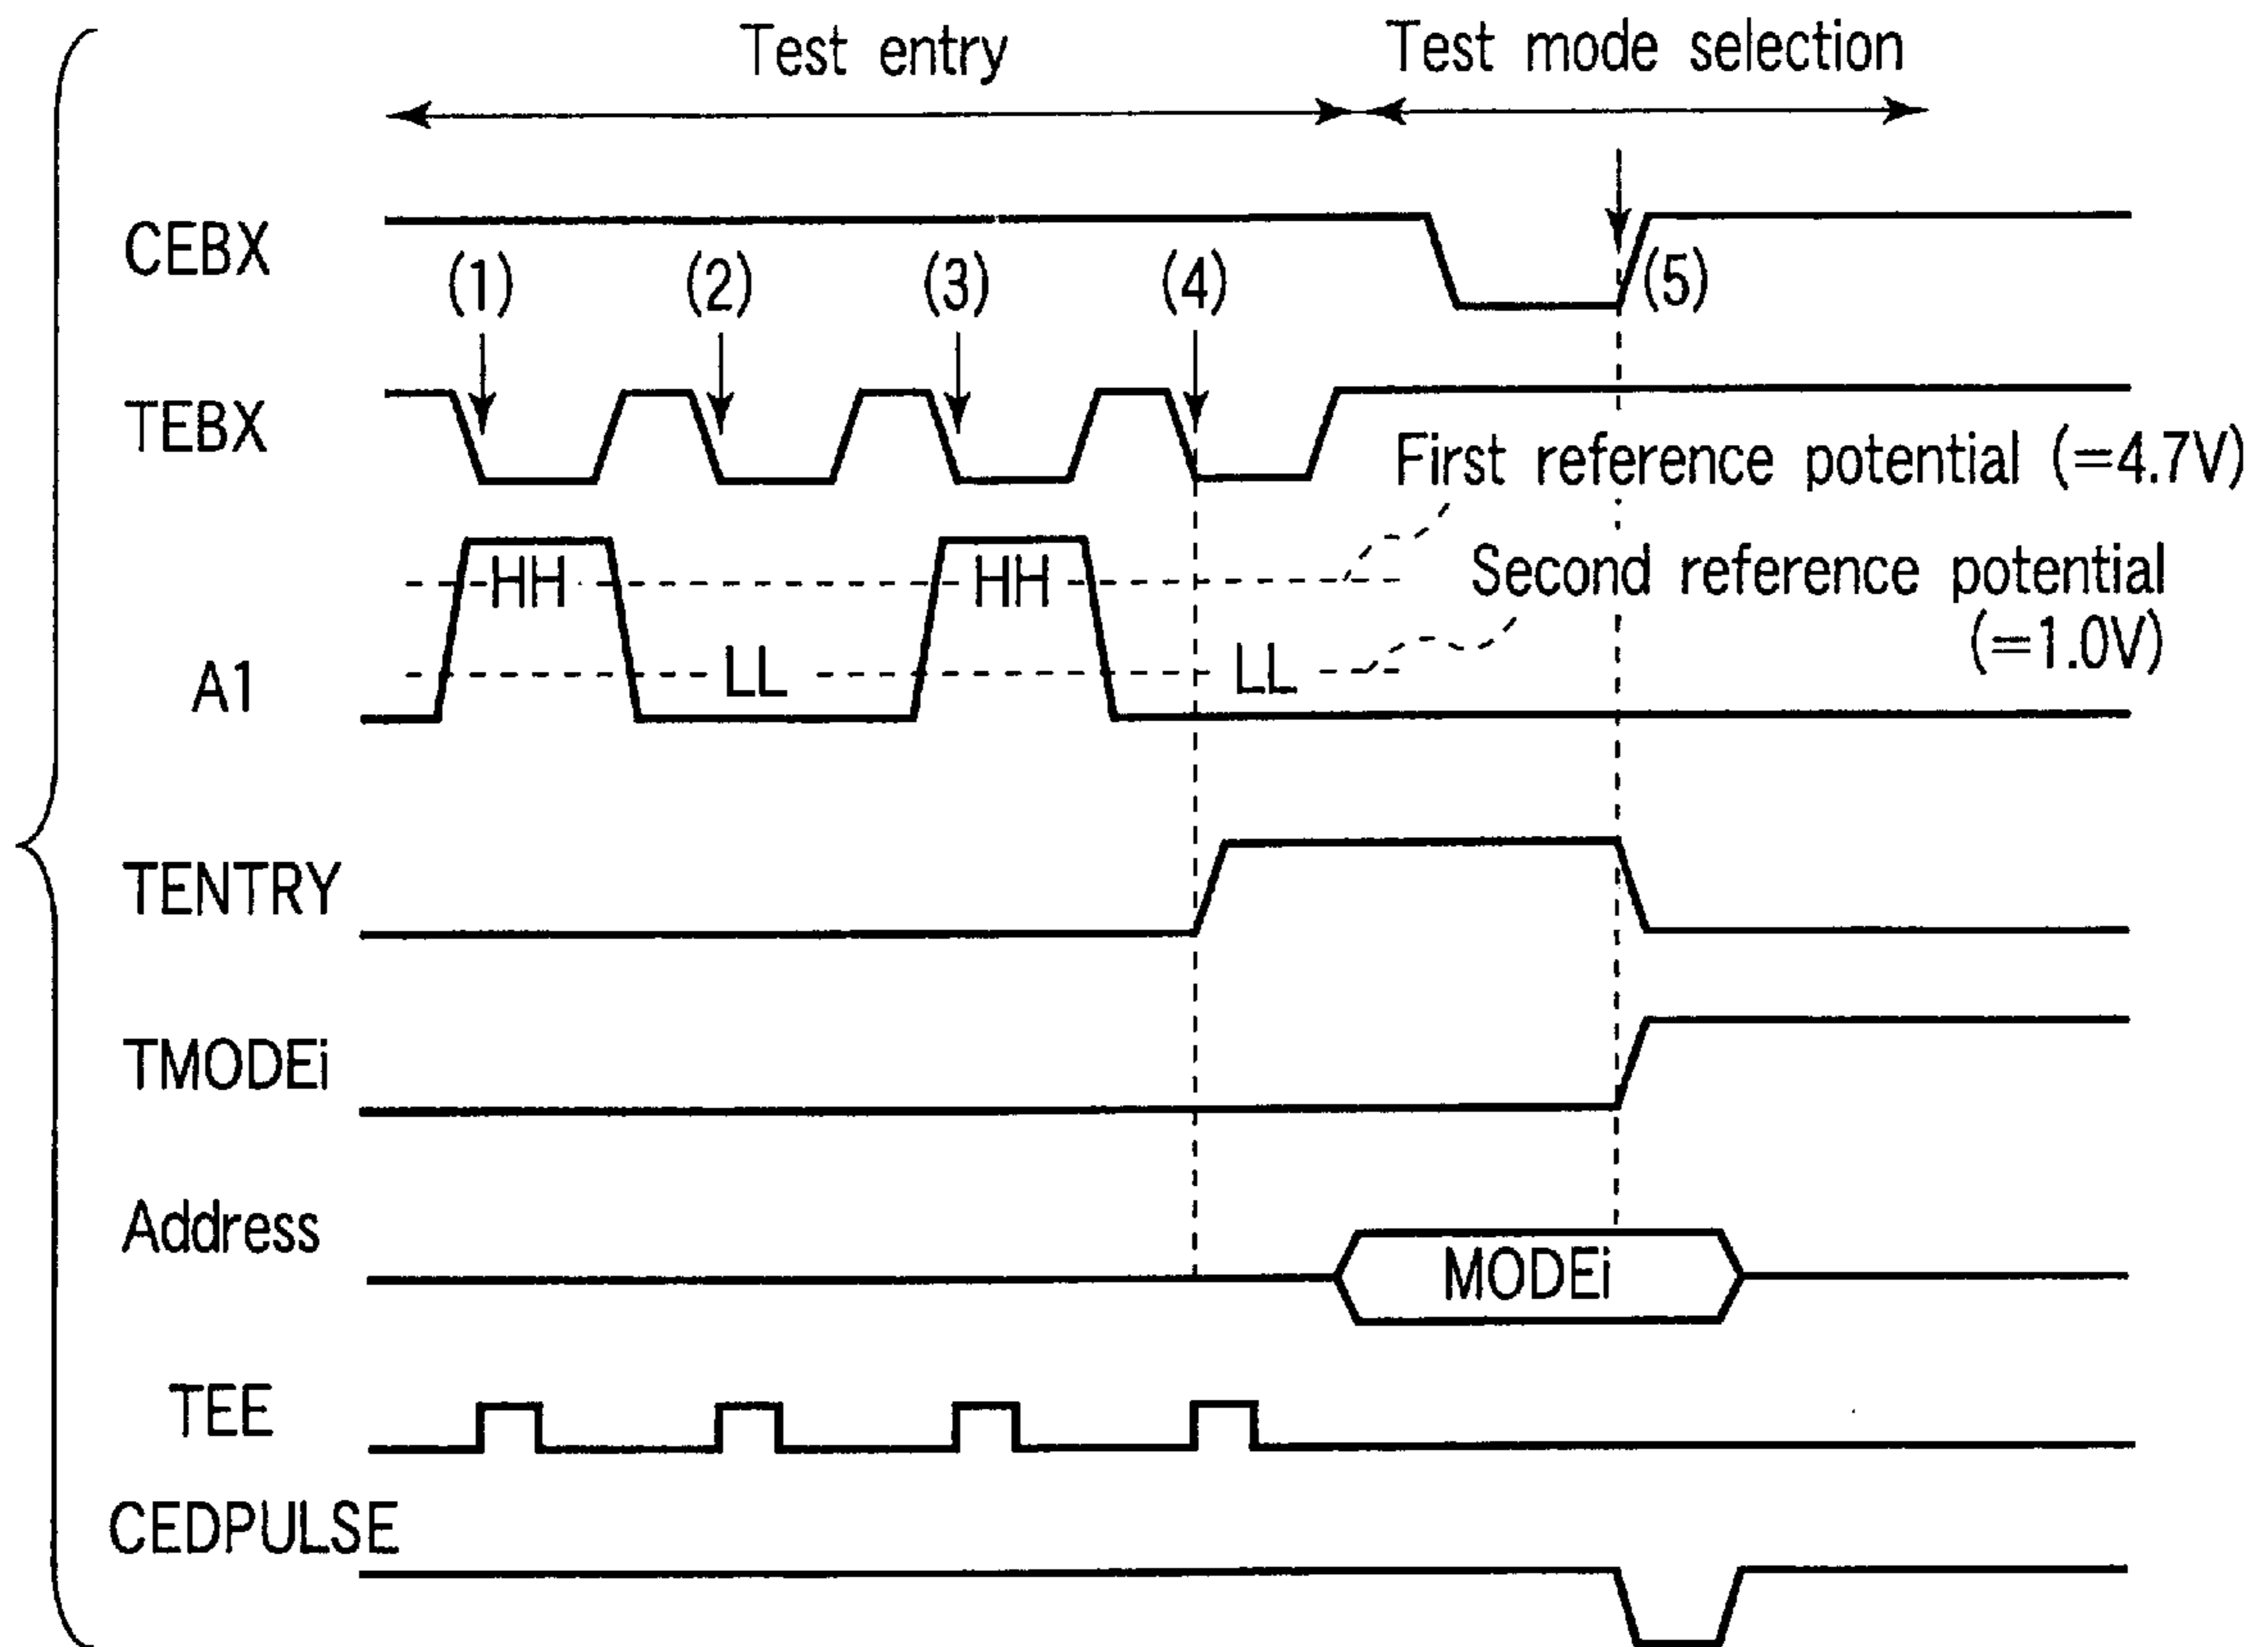 Test entry
Test mode selection
CEBX
(1)
(2)
(3)
(4)
(5)
TEBX
First reference potential (=4.7V)
HH
HH
Second reference potential
(=1.0V)
A1
LL
LL
TENTRY
TMODEi
Address
MODEi
TEE
CEDPULSE